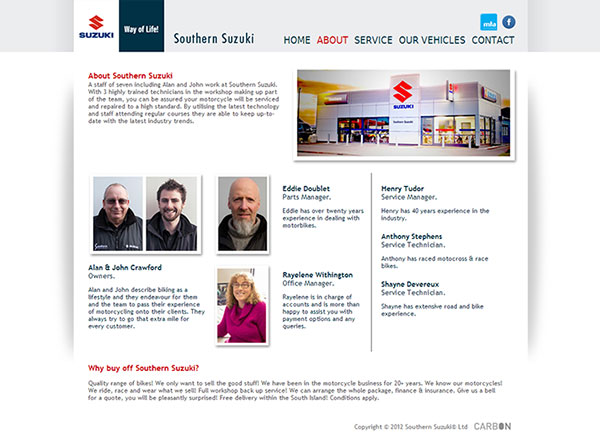 SUZUKI
Way of Life!
Southern Suzuki
HOME ABOUT SERVICE OUR VEHICLES CONTACT
mta
f
About Southern Suzuki
A staff of seven including Alan and John work at Southern Suzuki.
With 3 highly trained technicians in the workshop making up part
of the team, you can be assured your motorcycle will be serviced
and repaired to a high standard. By utilising the latest technology
and staff attending regular courses they are able to keep up-to-
date with the latest industry trends.
SUZUKI
Southern Suzuki
Alan & John Crawford
Owners.
Alan and John describe biking as a
lifestyle and they endeavour for them
and the team to pass their experience
of motorcycling onto their clients. They
always try to go that extra mile for
every customer.
Eddie Doublet
Parts Manager.
Eddie has over twenty years
experience in dealing with
motorbikes.
Rayelene Withington
Office Manager.
Rayelene is in charge of
accounts and is more than
happy to assist you with
payment options and any
queries.
Henry Tudor
Service Manager.
Henry has 40 years experience in the
industry.
Anthony Stephens
Service Technician.
Anthony has raced motocross & race
bikes.
Shayne Devereux
Service Technician.
Shayne has extensive road and bike
experience.
Why buy off Southern Suzuki?
Quality range of bikes! We only want to sell the good stuff! We have been in the motorcycle business for 20+ years. We know our motorcycles!
We ride, race and wear what we sell! Full workshop back up service! We can arrange the whole package, finance & insurance. Give us a bell
for a quote, you will be pleasantly surprised! Free delivery within the South Island! Conditions apply.
Copyright © 2012 Southern Suzuki© Ltd CARBON